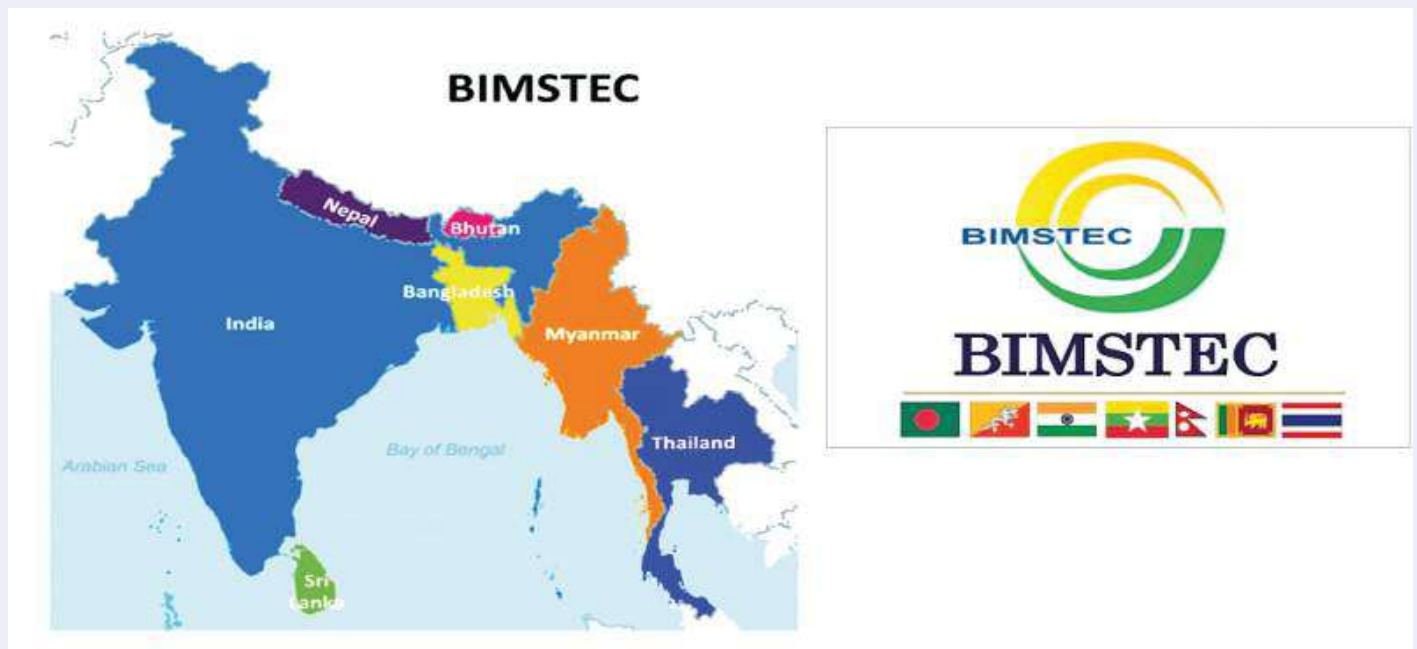 BIMSTEC
Nepal
Bhutan
Bangladesh
India
Myanmar
Thailand
Arabian Sea
Bay of Bengal
Sri
Lanka
BIMSTEC
BIMSTEC